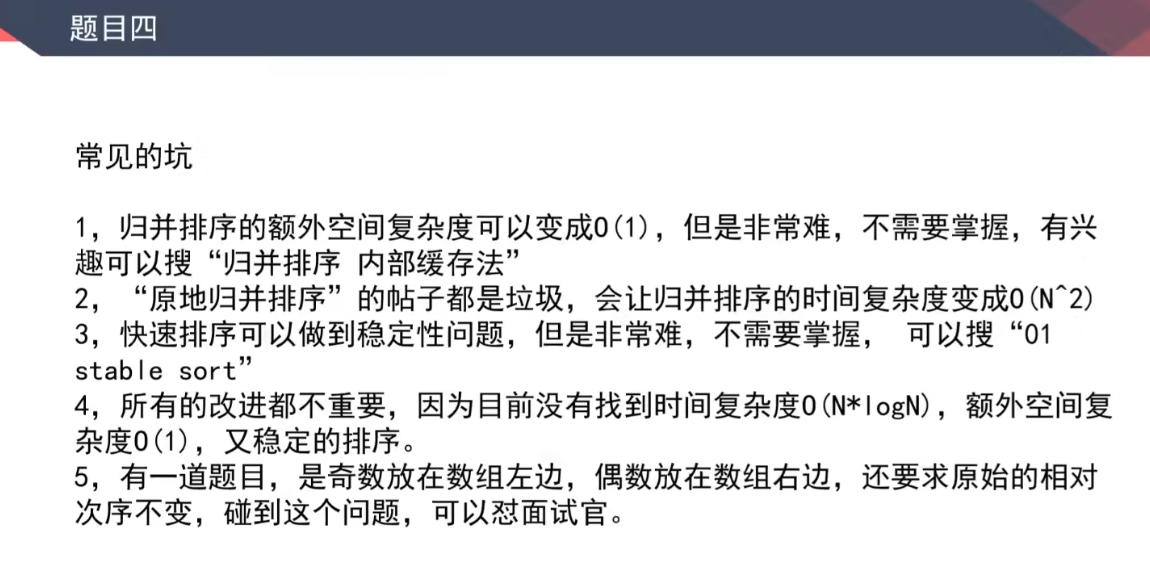 题目四
常见的坑
1，归并排序的额外空间复杂度可以变成O(1)，但是非常难，不需要掌握，有兴
趣可以搜“归并排序 内部缓存法”
2，“原地归并排序”的帖子都是垃圾，会让归并排序的时间复杂度变成O(N^2)
3，快速排序可以做到稳定性问题，但是非常难，不需要掌握， 可以搜“01
stable sort”
4，所有的改进都不重要，因为目前没有找到时间复杂度O(N*logN)，额外空间复
杂度O(1)，又稳定的排序。
5，有一道题目，是奇数放在数组左边，偶数放在数组右边，还要求原始的相对
次序不变，碰到这个问题，可以怼面试官。